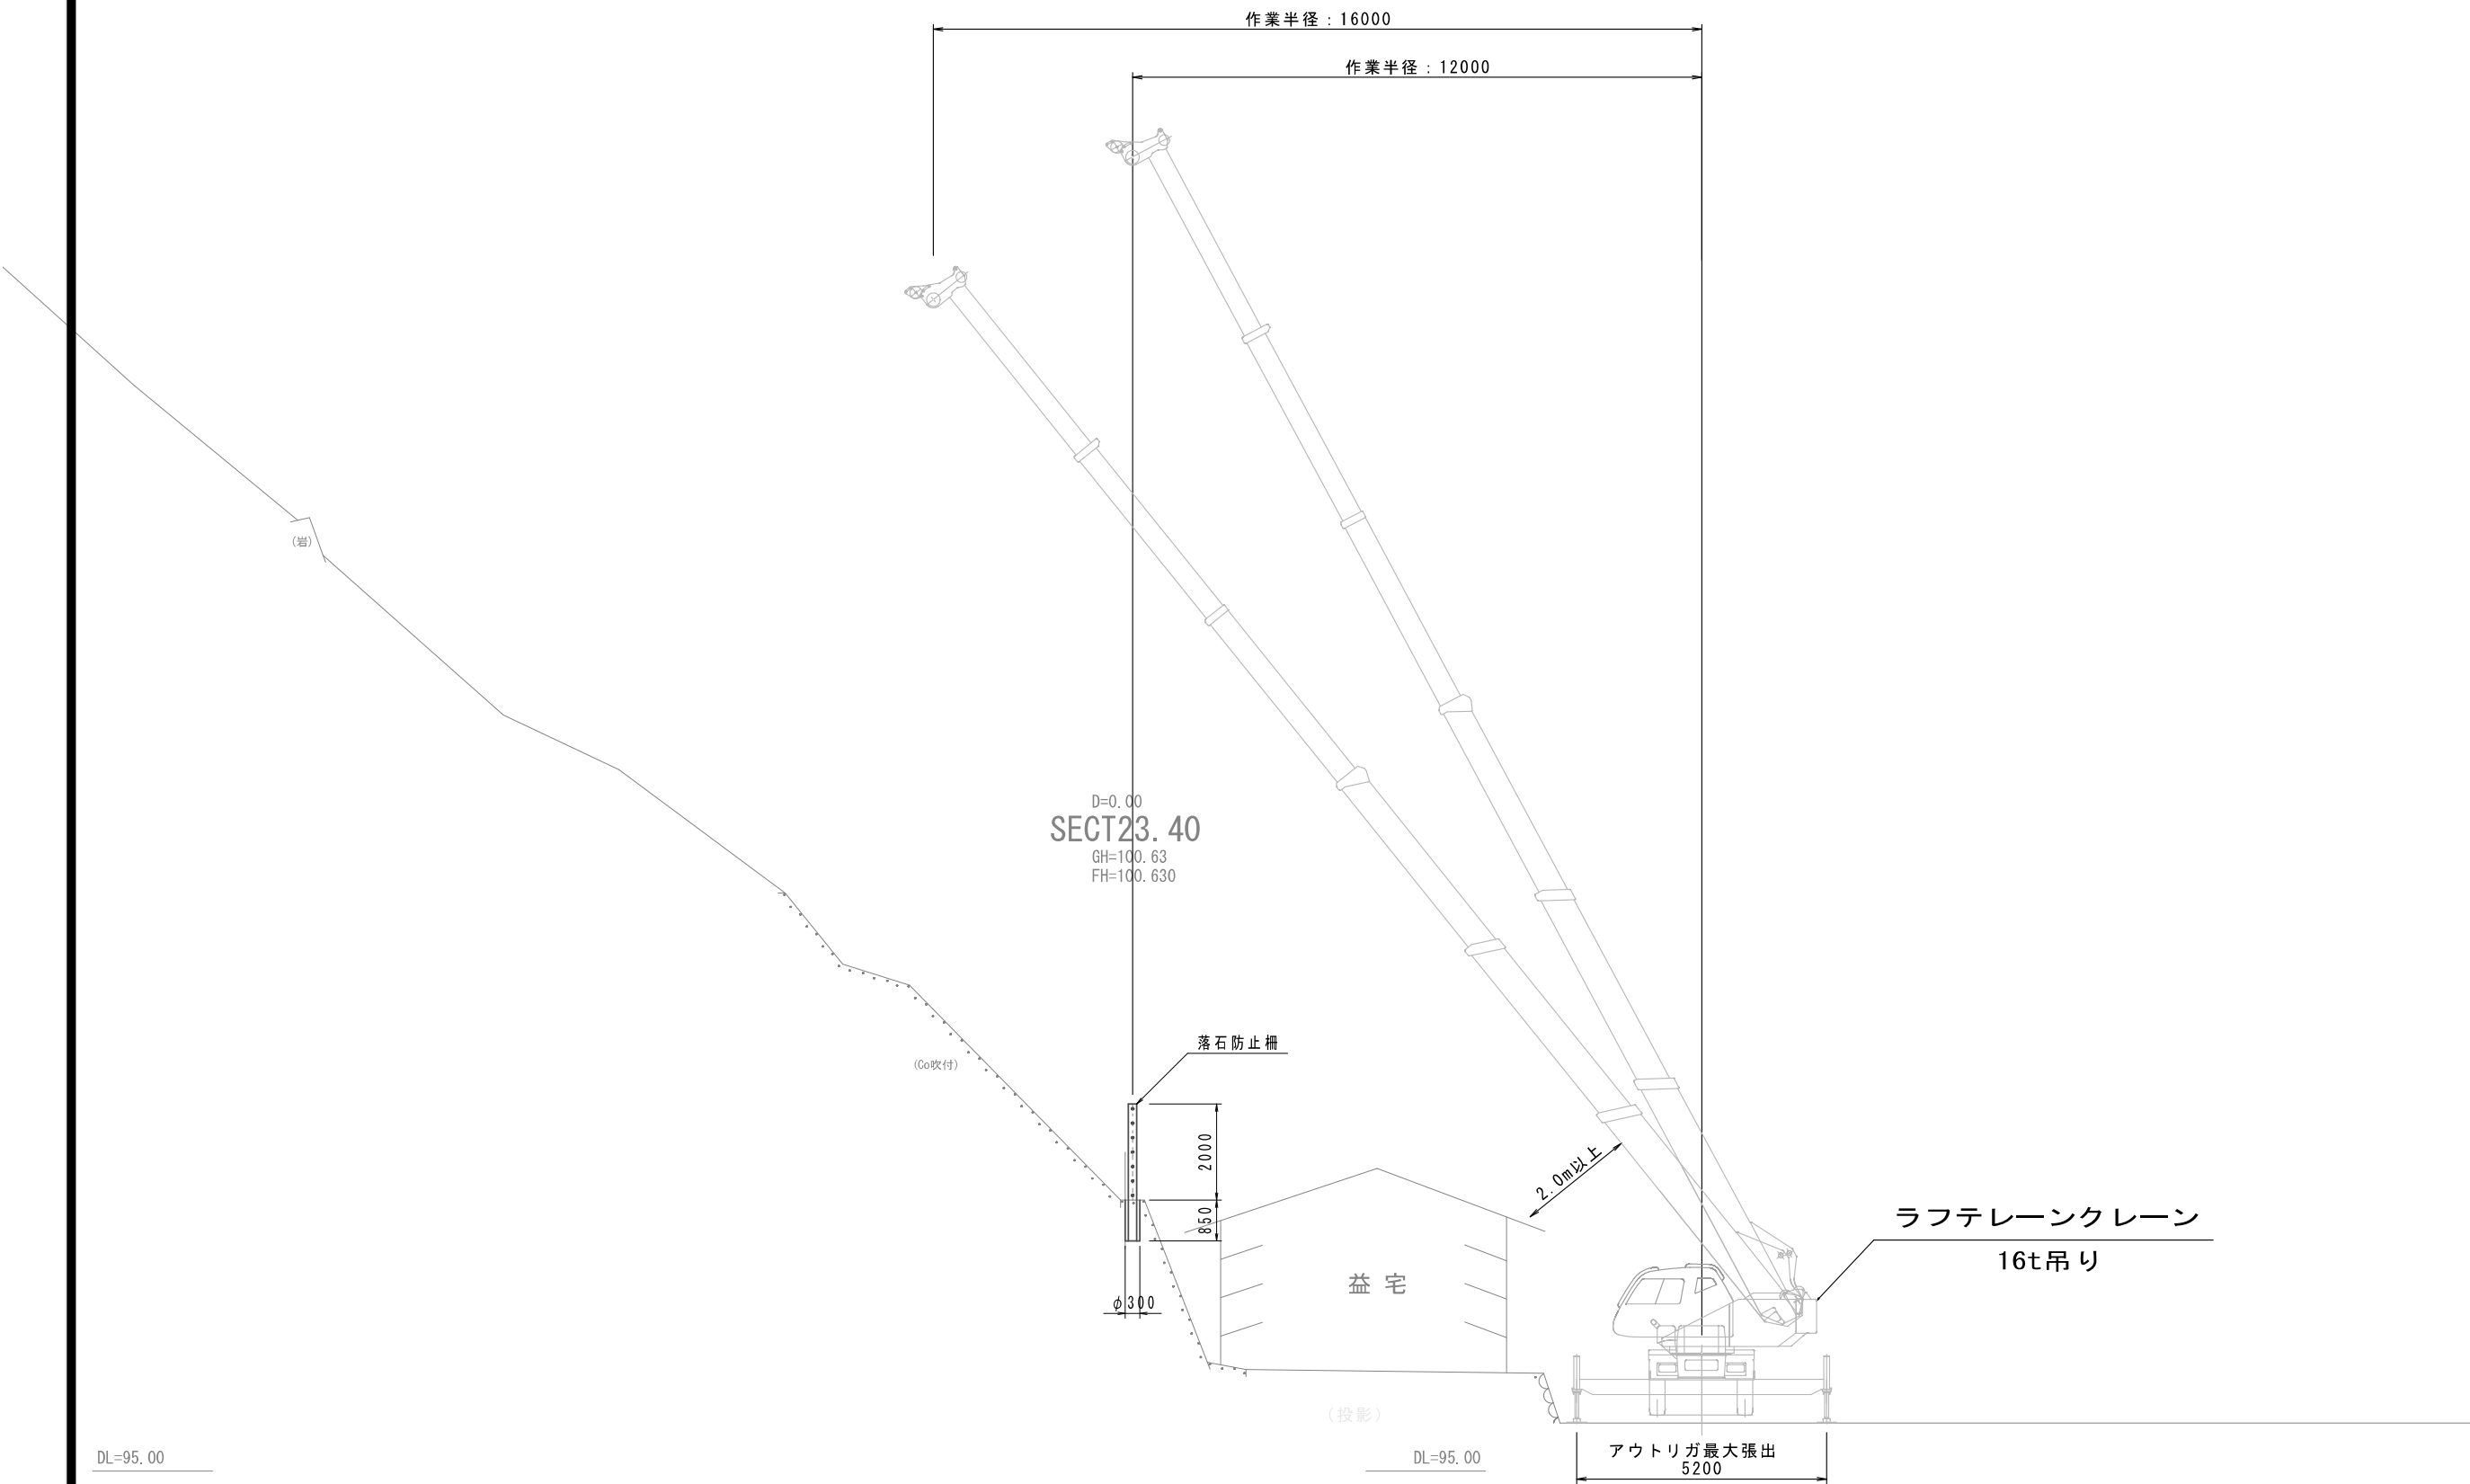 作業半径：16000
作業半径：12000
(岩)
D=0.00
SECT23.40
GH=100.63
FH=100.630
落石防止柵
(Co吹付)
2000
2.0m以上
850
ラフテレーンクレーン
16t吊り
益宅
φ300
(投影)
アウトリガ最大張出
5200
DL=95.00
DL=95.00